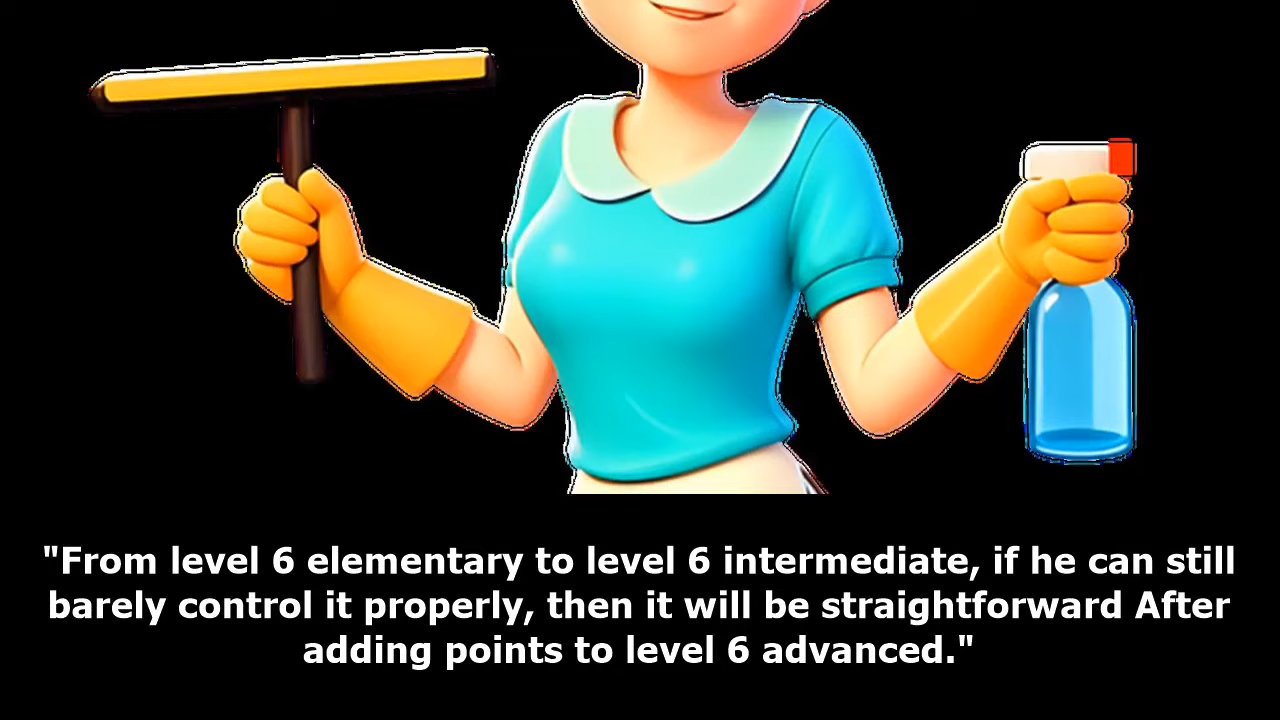 "From level 6 elementary to level 6 intermediate, if he can still
barely control it properly, then it will be straightforward After
adding points to level 6 advanced."